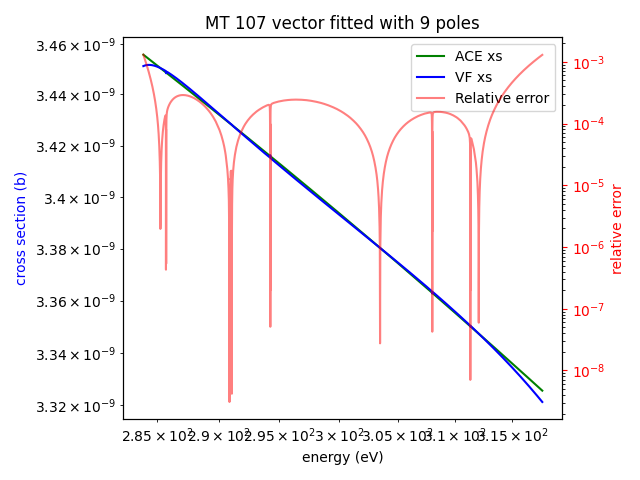 MT 107 vector fitted with 9 poles
ACE xs
VF xs
Relative error
3.46 × 10⁻⁹
3.44 × 10⁻⁹
3.42 × 10⁻⁹
3.4 × 10⁻⁹
3.38 × 10⁻⁹
3.36 × 10⁻⁹
3.34 × 10⁻⁹
3.32 × 10⁻⁹
cross section (b)
10⁻³
10⁻⁴
10⁻⁵
10⁻⁶
10⁻⁷
10⁻⁸
relative error
2.85 × 10² 2.9 × 10² 2.95 × 10² 3 × 10² 3.05 × 10² 3.1 × 10² 3.15 × 10²
energy (eV)